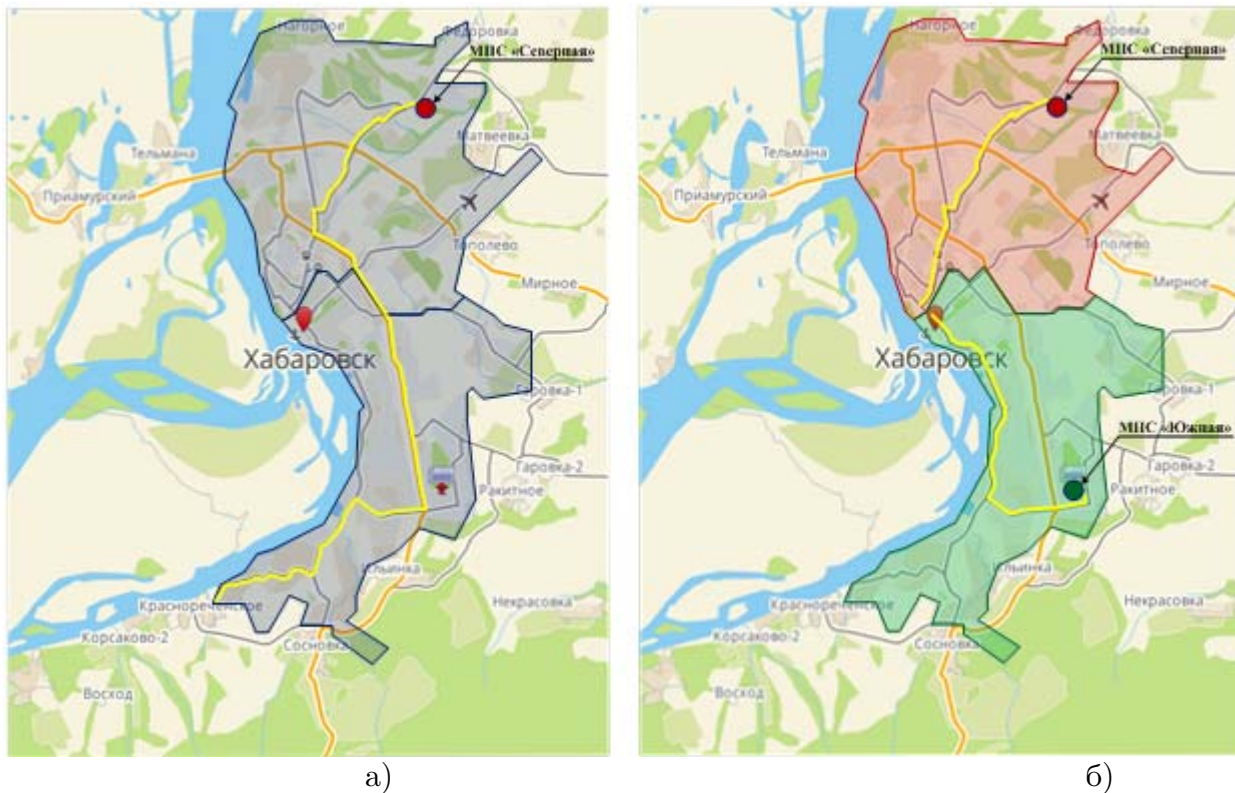 Нагорное
Федоровка
МПС «Северная»
Матвеевка
Тельмана
Приамурский
Тополево
Мирное
Хабаровск
Гаровка-1
Гаровка-2
Ракитное
Ильинка
Краснореченское
Некрасовка
Корсаково-2
Сосновка
Восход
а)
Нагорное
Федоровка
МПС «Северная»
Матвеевка
Тельмана
Приамурский
Тополево
Мирное
Хабаровск
Гаровка-1
МПС «Южная»
Гаровка-2
Ракитное
Ильинка
Краснореченское
Некрасовка
Корсаково-2
Сосновка
Восход
б)